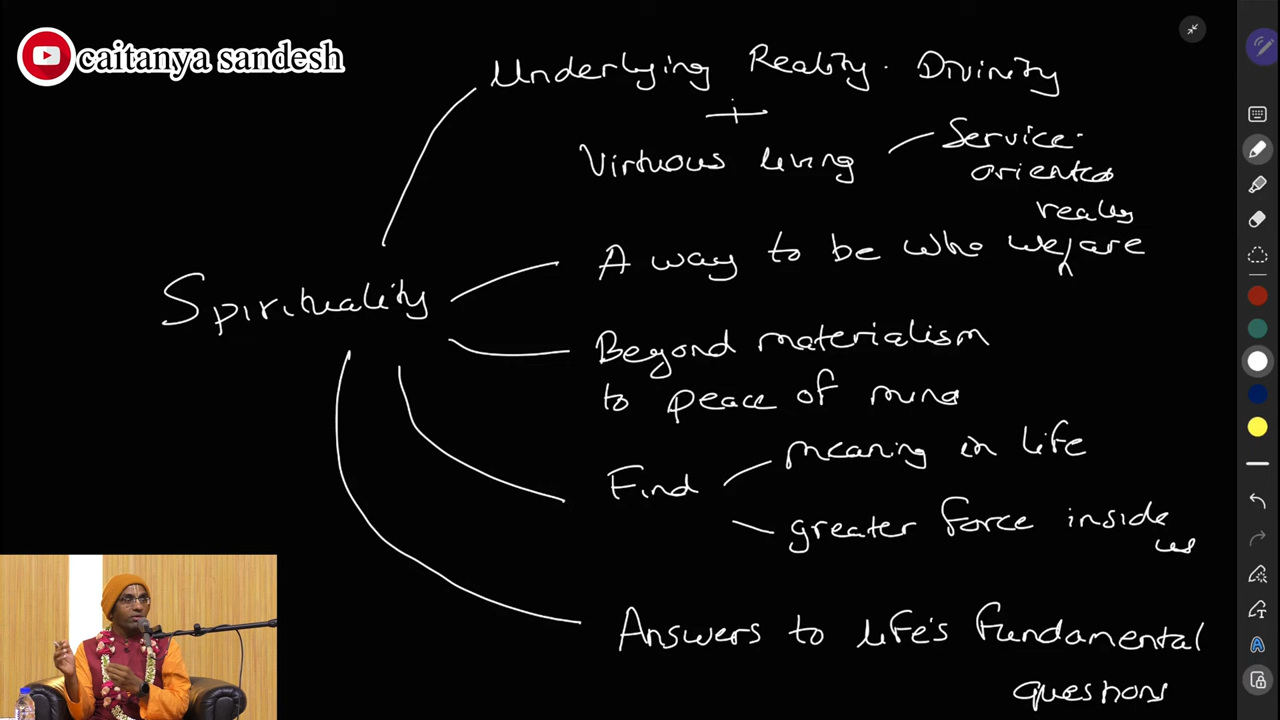 caitanya sandesh
Underlying Reality. Divinity
+
Virtuous living
Service-
oriented
A way to be who we are
Spirituality
Beyond materialism
to peace of mind
meaning in life
Find
greater force inside
us
Answers to life's fundamental
questions